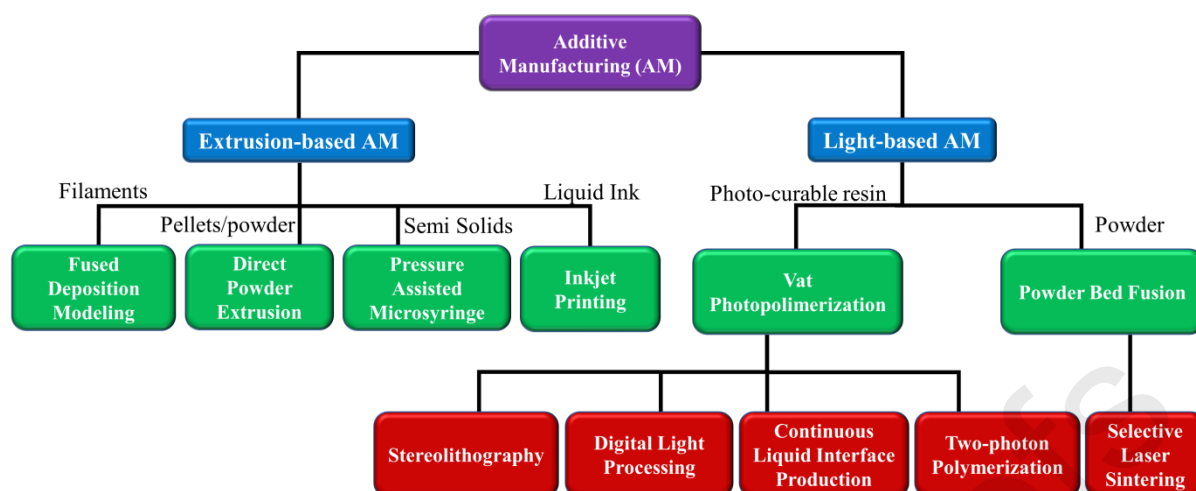 Additive
Manufacturing (AM)
Extrusion-based AM
Light-based AM
Filaments
Pellets/powder
Semi Solids
Liquid Ink
Photo-curable resin
Powder
Fused
Deposition
Modeling
Direct
Powder
Extrusion
Pressure
Assisted
Microsyringe
Inkjet
Printing
Vat
Photopolimerization
Powder Bed Fusion
Stereolithography
Digital Light
Processing
Continuous
Liquid Interface
Production
Two-photon
Polymerization
Selective
Laser
Sintering